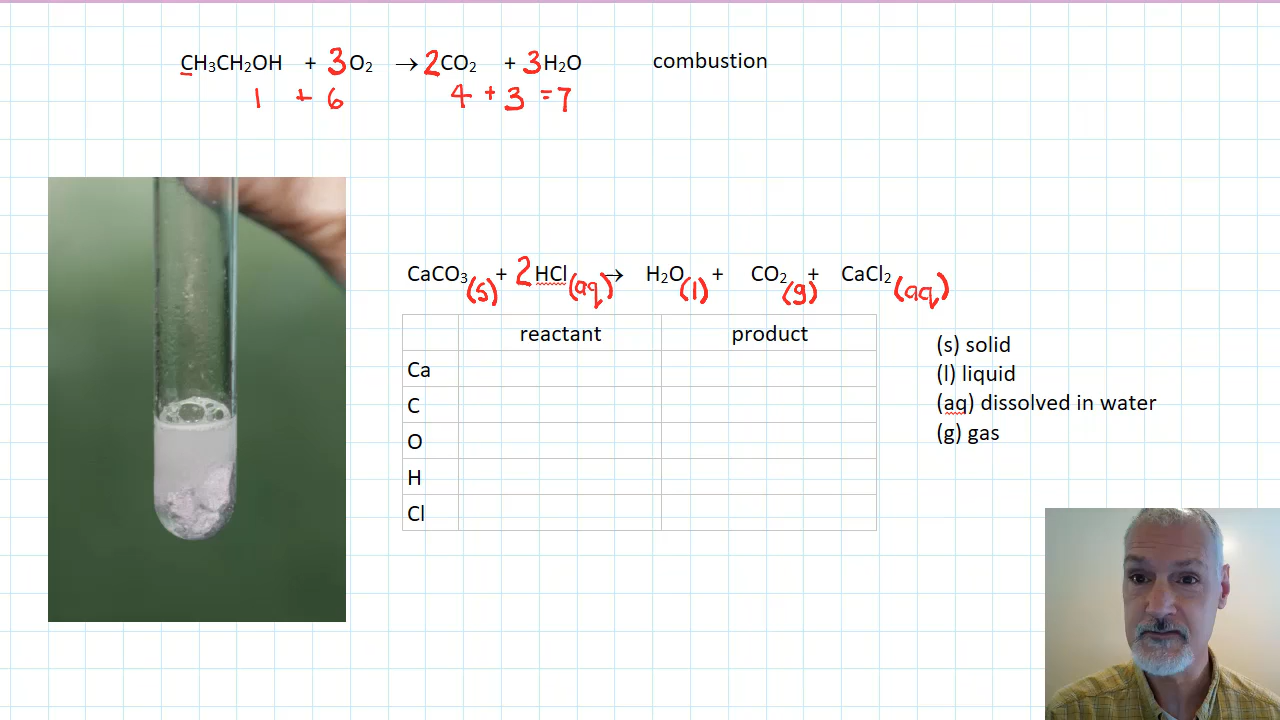 CH₃CH₂OH + 3O₂ → 2CO₂ + 3H₂O combustion
1 + 6 4 + 3 = 7
CaCO₃(s) + 2HCl(aq) → H₂O(l) + CO₂(g) + CaCl₂(aq)
reactant product
Ca
C
O
H
Cl
(s) solid
(l) liquid
(aq) dissolved in water
(g) gas